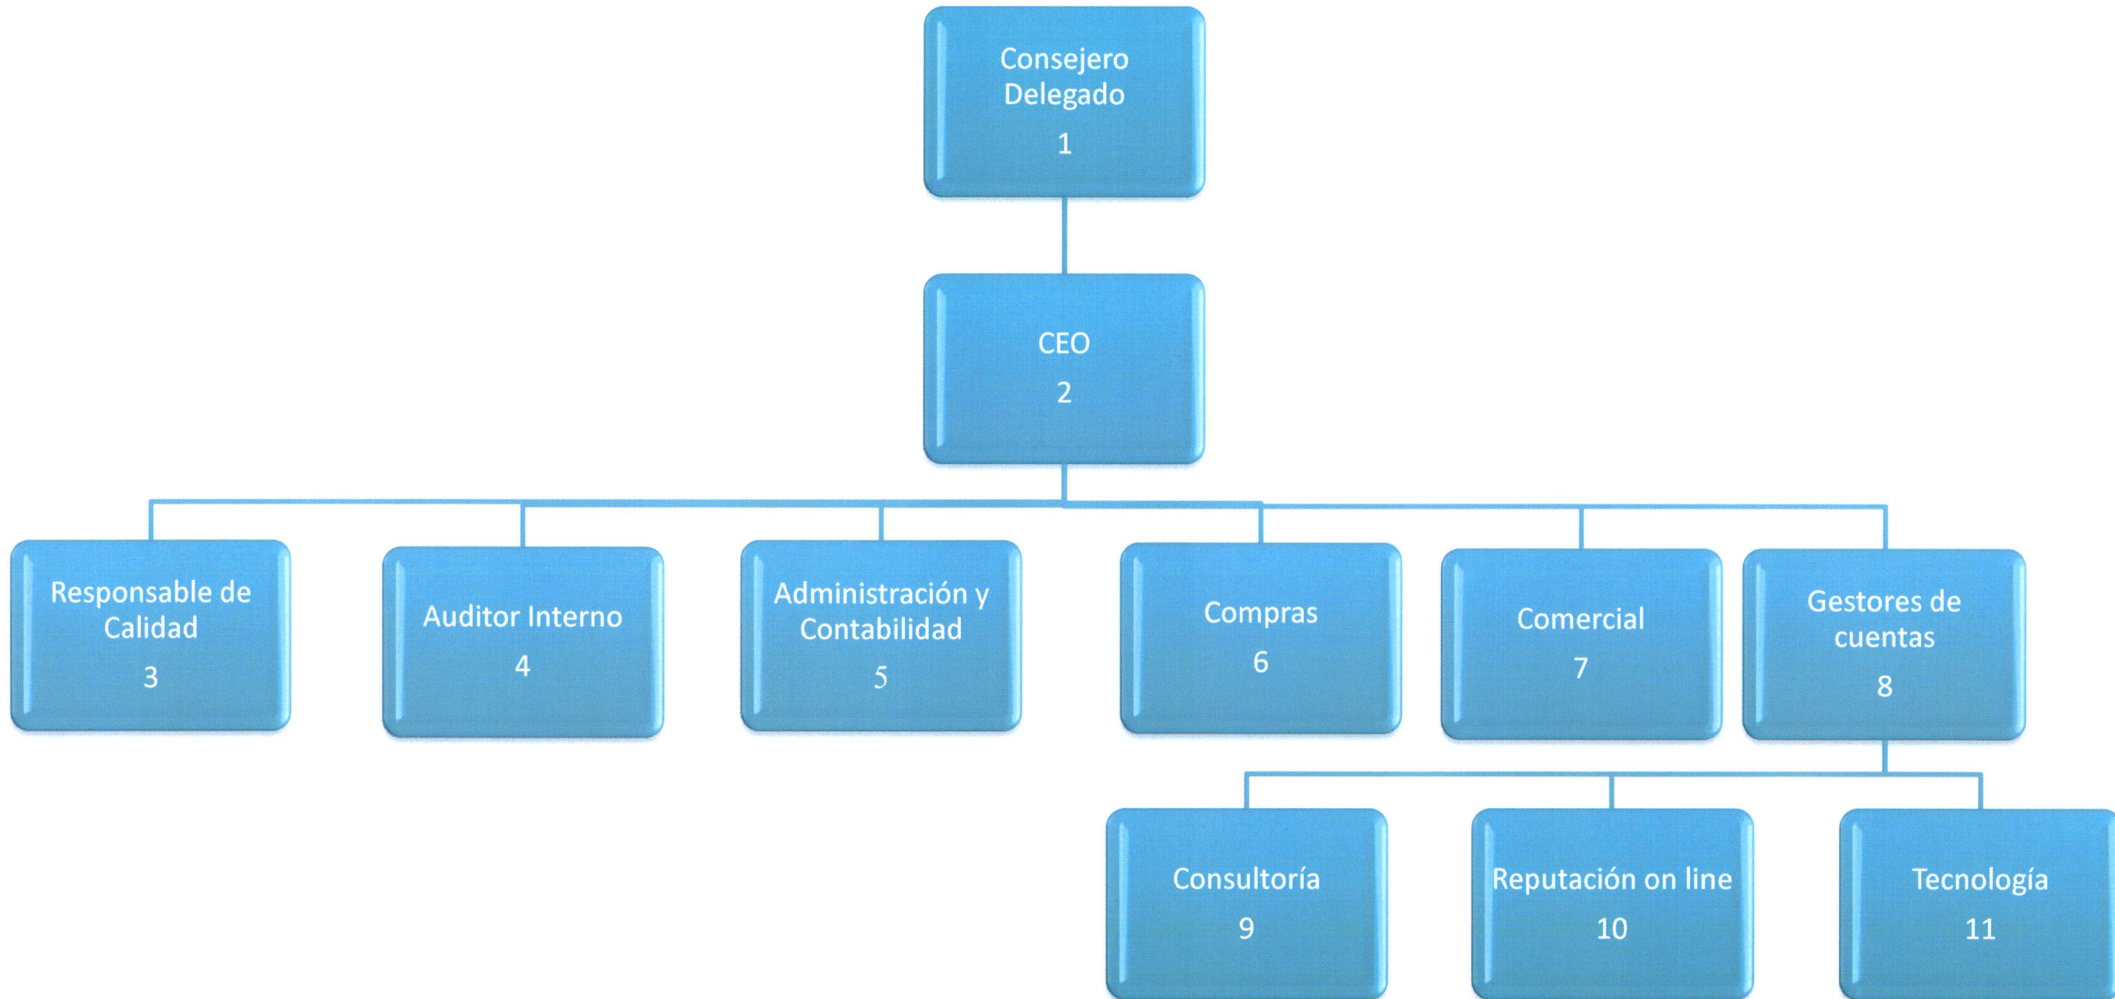 Consejero
Delegado
1
CEO
2
Responsable de
Calidad
3
Auditor Interno
4
Administración y
Contabilidad
5
Compras
6
Comercial
7
Gestores de
cuentas
8
Consultoría
9
Reputación on line
10
Tecnología
11